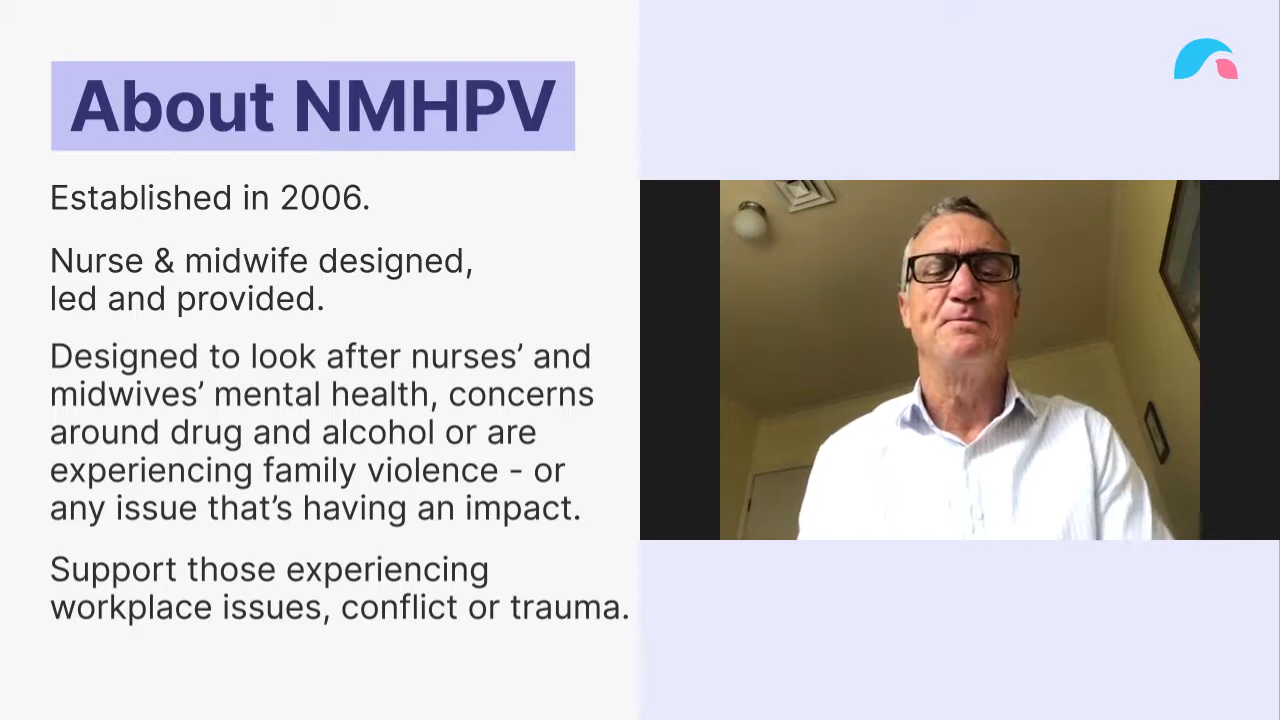 About NMHPV
Established in 2006.
Nurse & midwife designed,
led and provided.
Designed to look after nurses’ and
midwives’ mental health, concerns
around drug and alcohol or are
experiencing family violence - or
any issue that’s having an impact.
Support those experiencing
workplace issues, conflict or trauma.